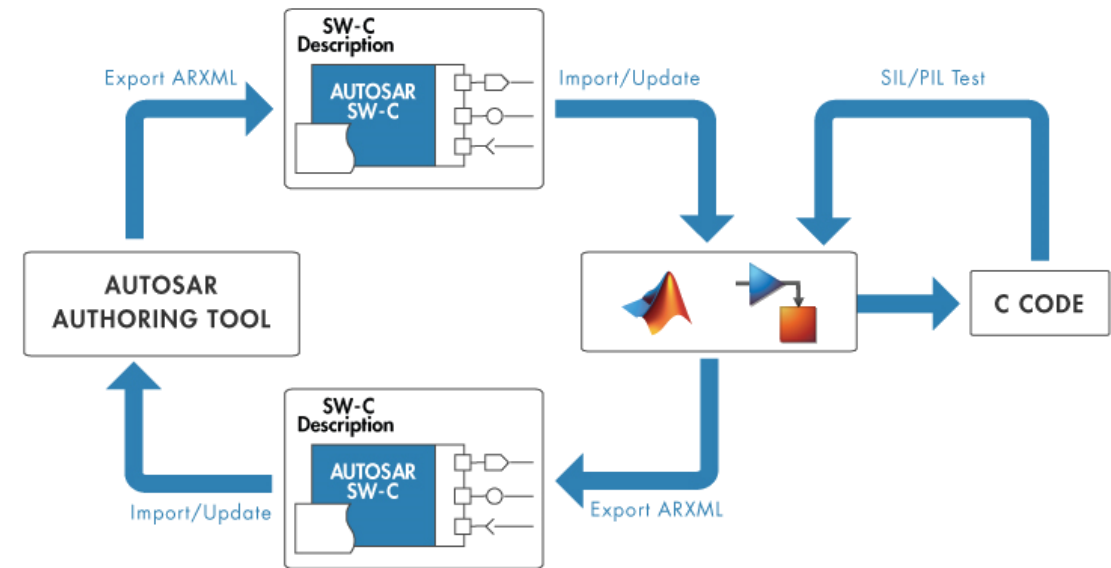 SW-C
Description
Export ARXML
AUTOSAR
SW-C
Import/Update
SIL/PIL Test
AUTOSAR
AUTHORING TOOL
C CODE
SW-C
Description
AUTOSAR
SW-C
Import/Update
Export ARXML